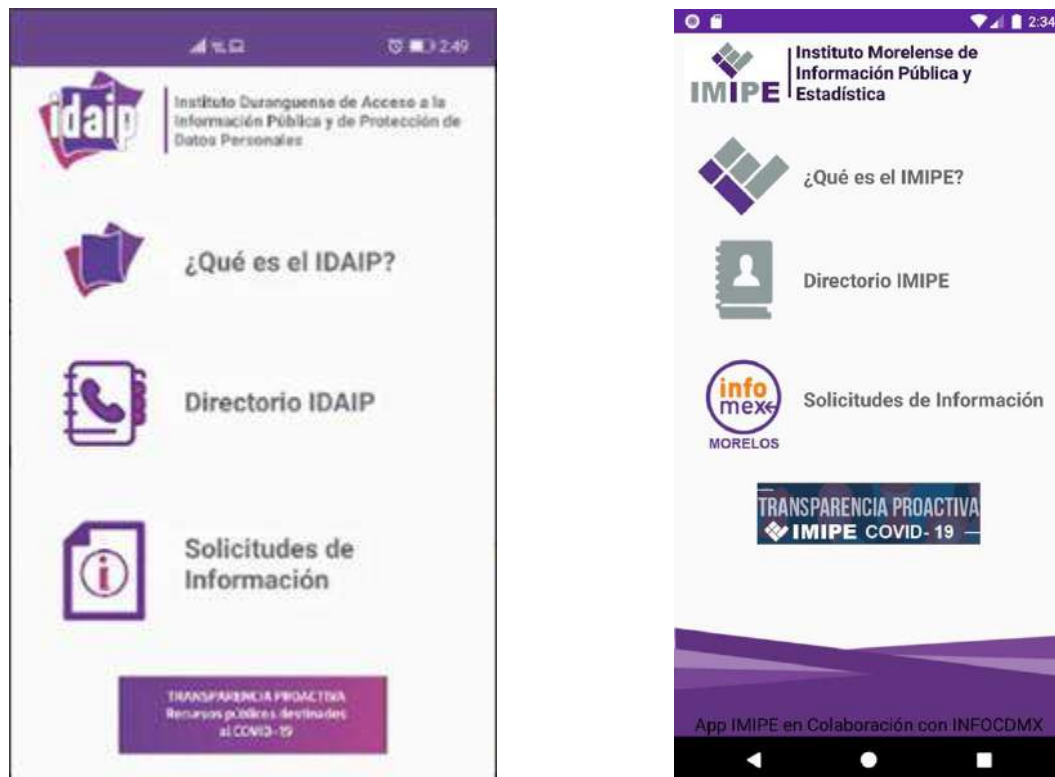 2:49
idaip
Instituto Duranguense de Acceso a la
Información Pública y de Protección de
Datos Personales
¿Qué es el IDAIP?
Directorio IDAIP
Solicitudes de
Información
TRANSPARENCIA PROACTIVA
Recursos públicos destinados
al COVID-19
2:34
IMIPE
Instituto Morelense de
Información Pública y
Estadística
¿Qué es el IMIPE?
Directorio IMIPE
info
mex
MORELOS
Solicitudes de Información
TRANSPARENCIA PROACTIVA
IMIPE COVID-19
App IMIPE en Colaboración con INFOCDMX